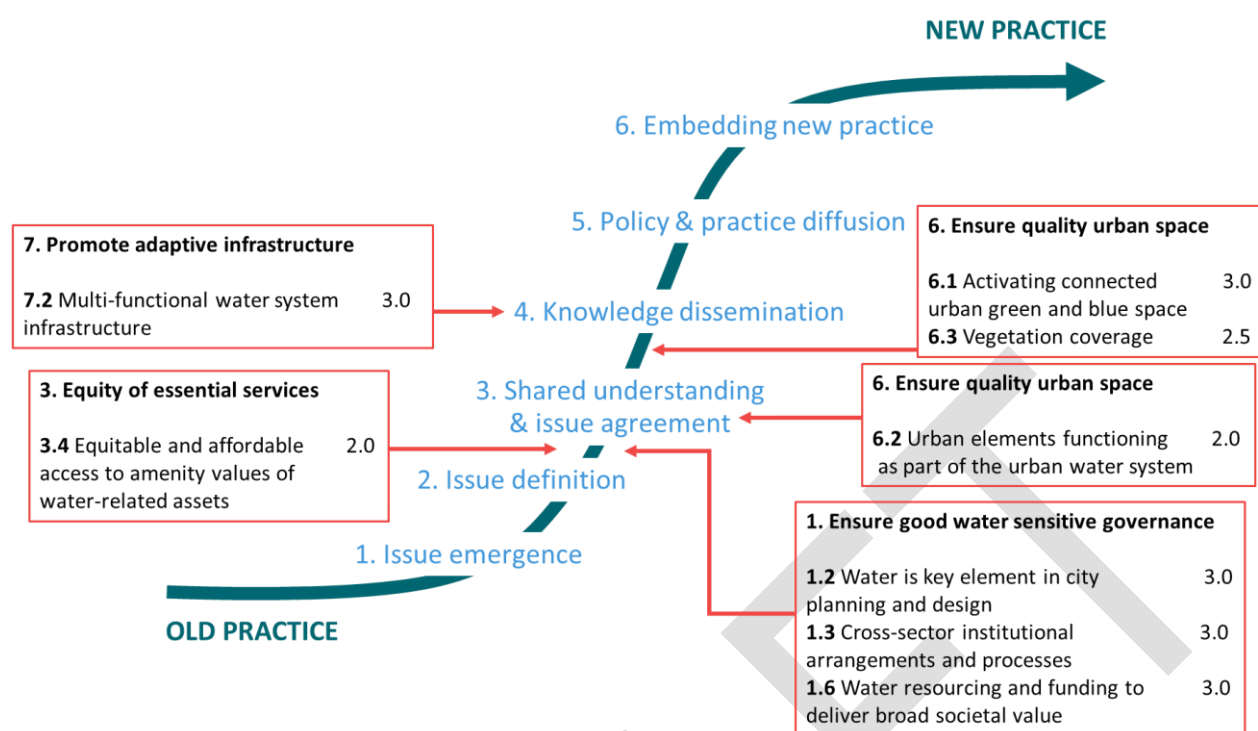 NEW PRACTICE
6. Embedding new practice
5. Policy & practice diffusion
4. Knowledge dissemination
3. Shared understanding
& issue agreement
2. Issue definition
1. Issue emergence
OLD PRACTICE
7. Promote adaptive infrastructure
7.2 Multi-functional water system 3.0
infrastructure
3. Equity of essential services
3.4 Equitable and affordable 2.0
access to amenity values of
water-related assets
6. Ensure quality urban space
6.1 Activating connected 3.0
urban green and blue space
6.3 Vegetation coverage 2.5
6. Ensure quality urban space
6.2 Urban elements functioning 2.0
as part of the urban water system
1. Ensure good water sensitive governance
1.2 Water is key element in city 3.0
planning and design
1.3 Cross-sector institutional 3.0
arrangements and processes
1.6 Water resourcing and funding to 3.0
deliver broad societal value